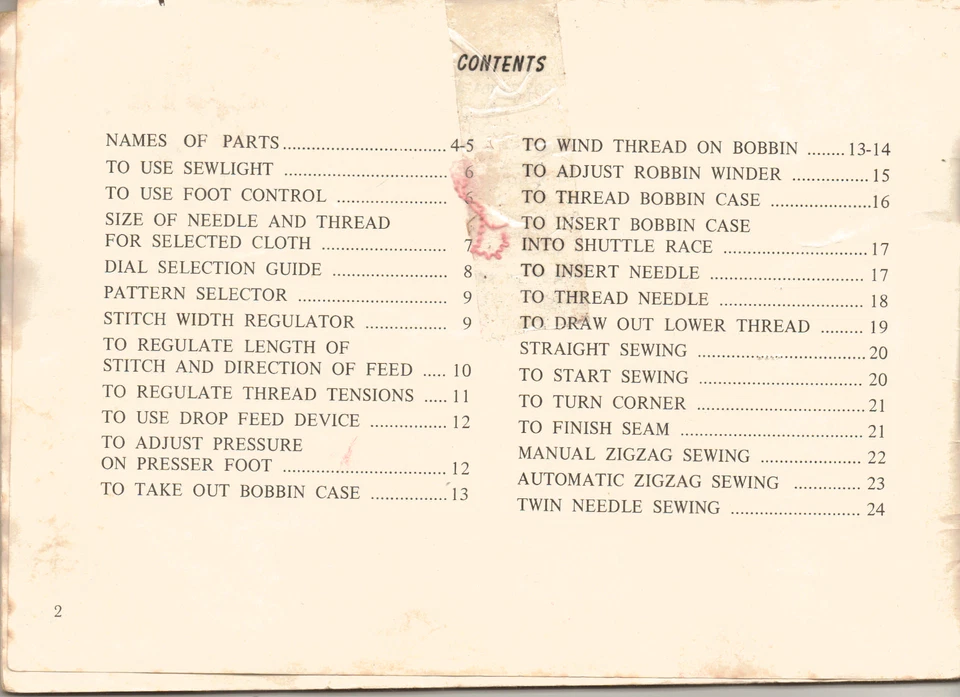 CONTENTS
NAMES OF PARTS ................................. 4-5
TO USE SEWLIGHT ................................. 6
TO USE FOOT CONTROL ...................... 6
SIZE OF NEEDLE AND THREAD
FOR SELECTED CLOTH ......................... 7
DIAL SELECTION GUIDE ....................... 8
PATTERN SELECTOR .............................. 9
STITCH WIDTH REGULATOR ................ 9
TO REGULATE LENGTH OF
STITCH AND DIRECTION OF FEED ..... 10
TO REGULATE THREAD TENSIONS ..... 11
TO USE DROP FEED DEVICE ............... 12
TO ADJUST PRESSURE
ON PRESSER FOOT ................................. 12
TO TAKE OUT BOBBIN CASE ............... 13
TO WIND THREAD ON BOBBIN ........ 13-14
TO ADJUST ROBBIN WINDER ............... 15
TO THREAD BOBBIN CASE .................... 16
TO INSERT BOBBIN CASE
INTO SHUTTLE RACE ............................. 17
TO INSERT NEEDLE ............................... 17
TO THREAD NEEDLE ............................. 18
TO DRAW OUT LOWER THREAD ......... 19
STRAIGHT SEWING .................................. 20
TO START SEWING ................................. 20
TO TURN CORNER .................................. 21
TO FINISH SEAM ..................................... 21
MANUAL ZIGZAG SEWING .................... 22
AUTOMATIC ZIGZAG SEWING .............. 23
TWIN NEEDLE SEWING .......................... 24
2